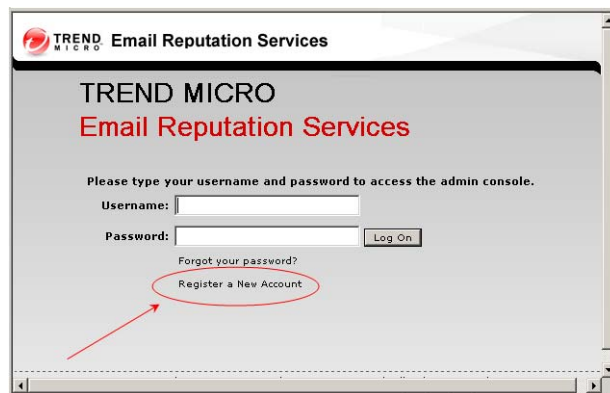 TREND MICRO Email Reputation Services
TREND MICRO
Email Reputation Services
Please type your username and password to access the admin console.
Username:
Password: Log On
Forgot your password?
Register a New Account